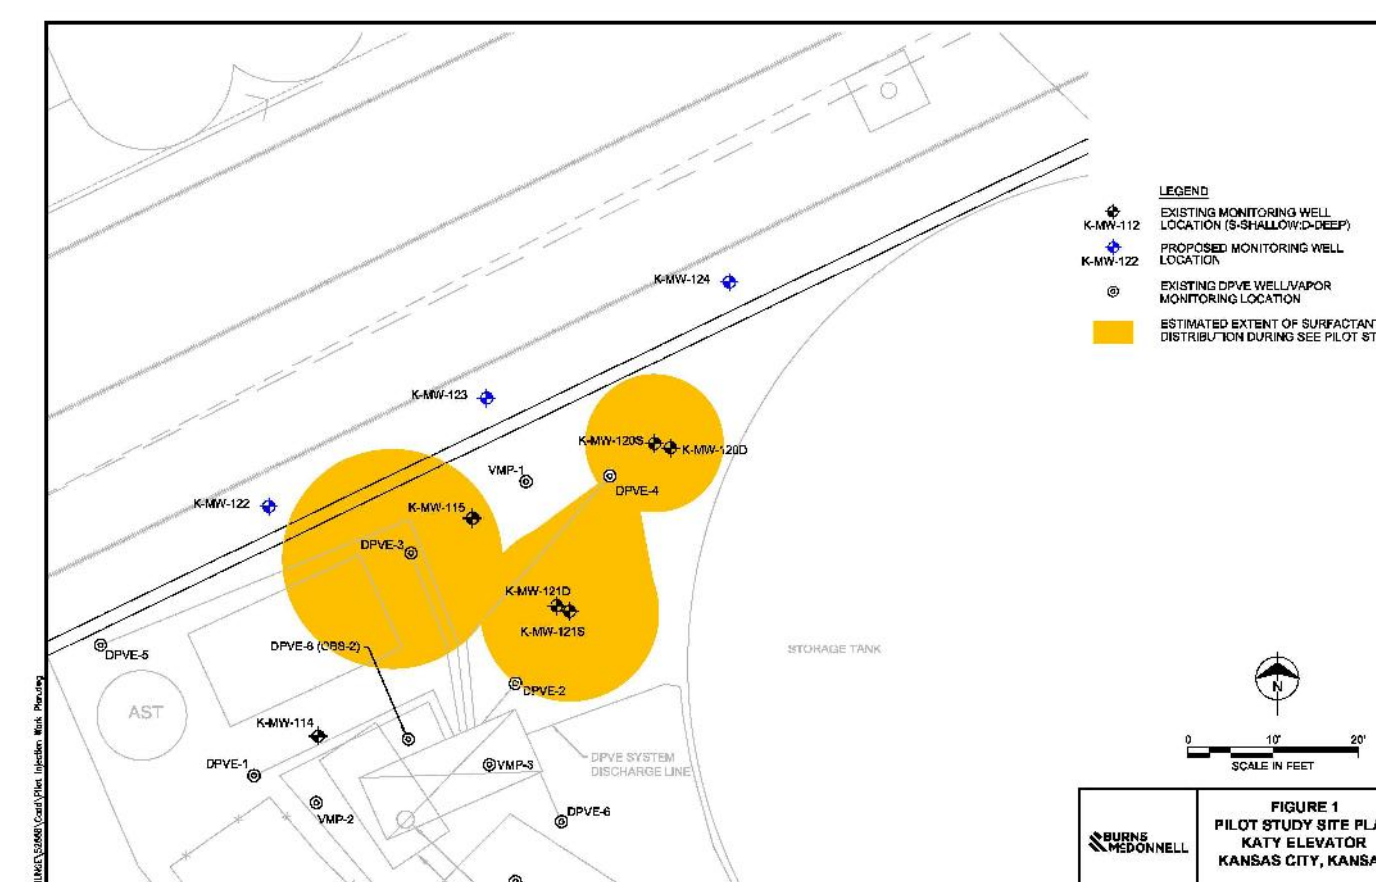 LEGEND
EXISTING MONITORING WELL
K-MW-112 LOCATION (S-SHALLOW:D-DEEP)
PROPOSED MONITORING WELL
K-MW-122 LOCATION
EXISTING DPVE WELL/VAPOR
MONITORING LOCATION
ESTIMATED EXTENT OF SURFACTANT
DISTRIBUTION DURING SEE PILOT ST
K-MW-124
K-MW-123
K-MW-120S
K-MW-120D
VMP-1
DPVE-4
K-MW-122
K-MW-115
DPVE-3
K-MW-121D
K-MW-121S
DPVE-6 (OBS-2)
STORAGE TANK
DPVE-5
DPVE-2
AST
K-MW-114
DPVE-1
VMP-3
DPVE SYSTEM
DISCHARGE LINE
VMP-2
DPVE-6
N
0 10' 20'
SCALE IN FEET
BURNS
MCDONNELL
FIGURE 1
PILOT STUDY SITE PLA
KATY ELEVATOR
KANSAS CITY, KANSA
Pilot Injection Work Plan.dwg